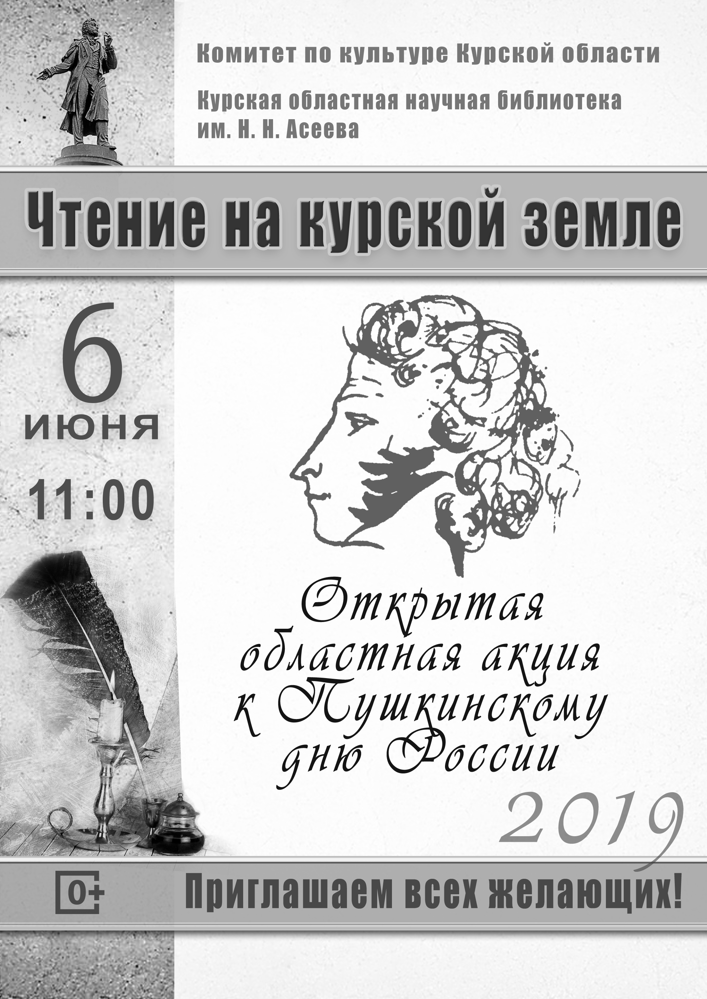 Комитет по культуре Курской области
Курская областная научная библиотека
им. Н. Н. Асеева
Чтение на курской земле
6
июня
11:00
Открытая
областная акция
к Пушкинскому
дню России
2019
0+
Приглашаем всех желающих!